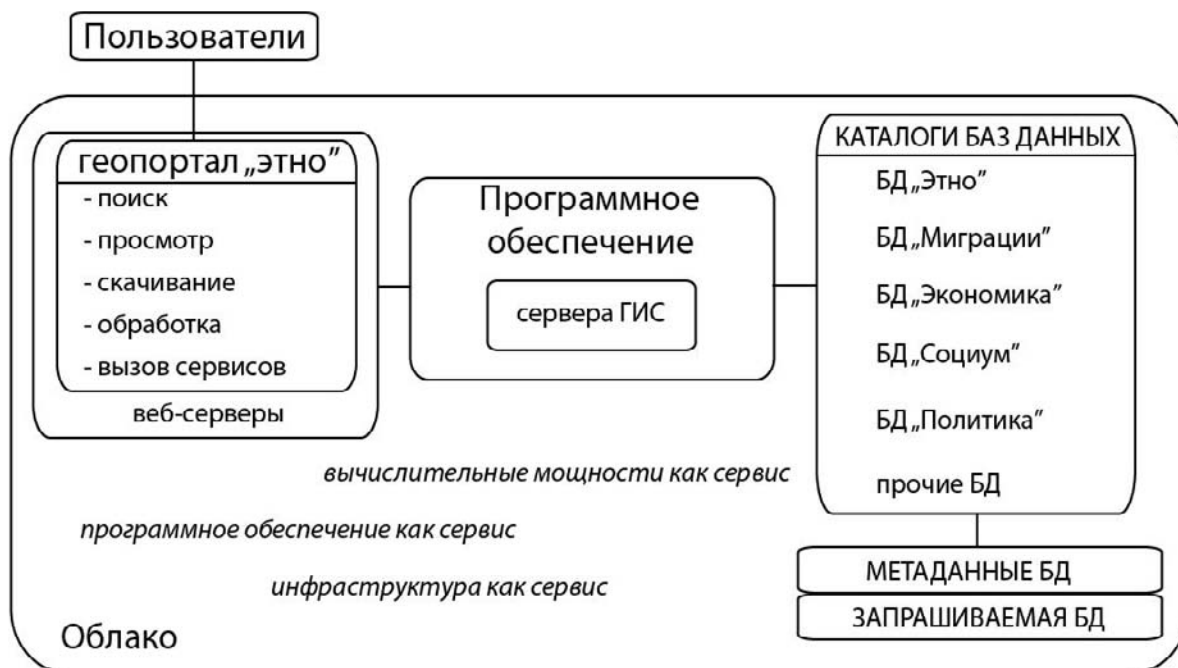 Пользователи
геопортал „этно”
- поиск
- просмотр
- скачивание
- обработка
- вызов сервисов
веб-серверы
Программное
обеспечение
сервера ГИС
КАТАЛОГИ БАЗ ДАННЫХ
БД „Этно”
БД „Миграции”
БД „Экономика”
БД „Социум”
БД „Политика”
прочие БД
МЕТАДАННЫЕ БД
ЗАПРАШИВАЕМАЯ БД
вычислительные мощности как сервис
программное обеспечение как сервис
инфраструктура как сервис
Облако